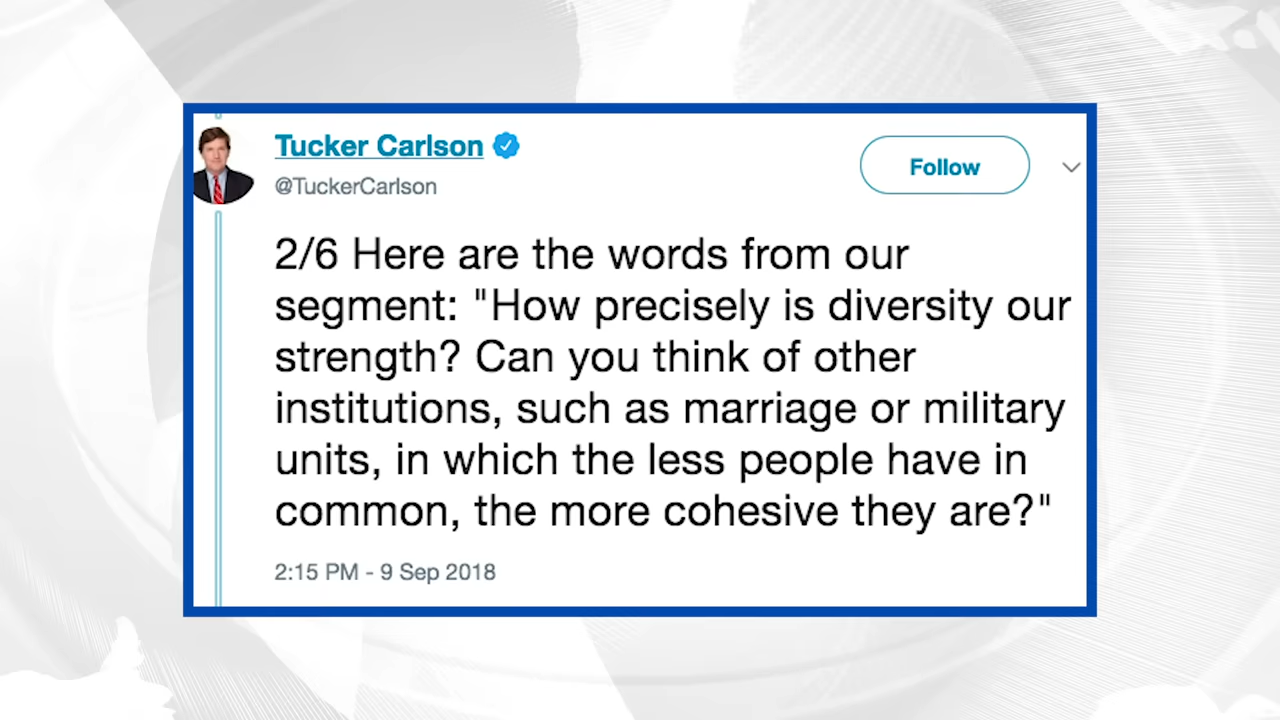 Tucker Carlson
@TuckerCarlson
Follow
2/6 Here are the words from our
segment: "How precisely is diversity our
strength? Can you think of other
institutions, such as marriage or military
units, in which the less people have in
common, the more cohesive they are?"
2:15 PM - 9 Sep 2018